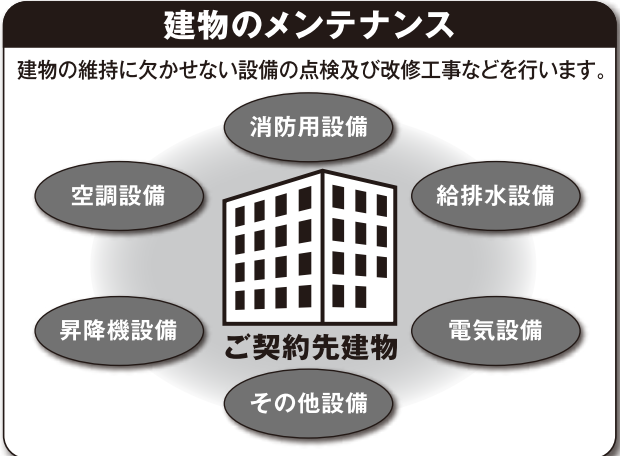 建物のメンテナンス
建物の維持に欠かせない設備の点検及び改修工事などを行います。
消防用設備
空調設備
給排水設備
昇降機設備
電気設備
ご契約先建物
その他設備